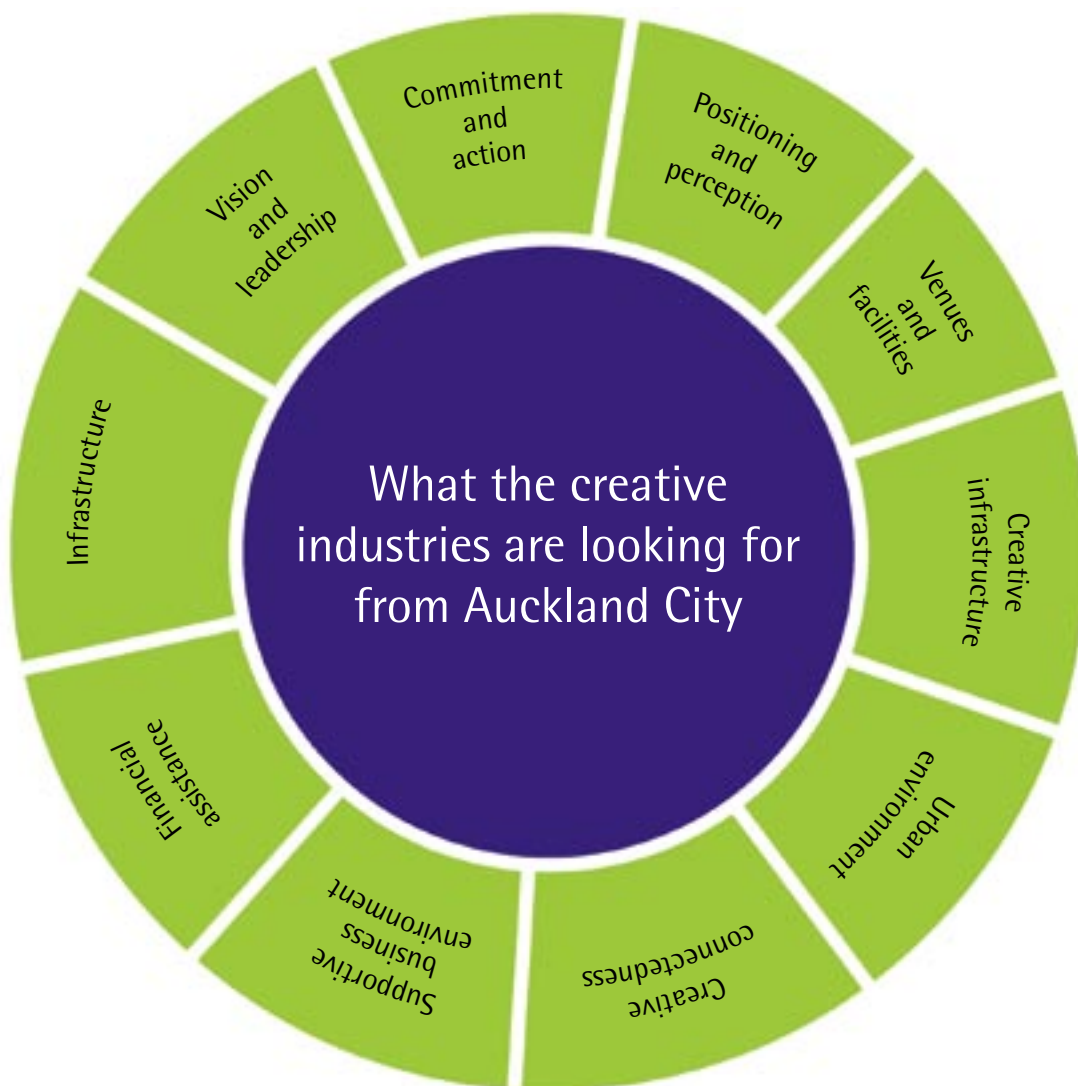 What the creative
industries are looking for
from Auckland City
Commitment
and
action
Positioning
and
perception
Venues
and
facilities
Creative
infrastructure
Urban
environment
Creative
connectedness
Supportive
business
environment
Financial
assistance
Infrastructure
Vision
and
leadership